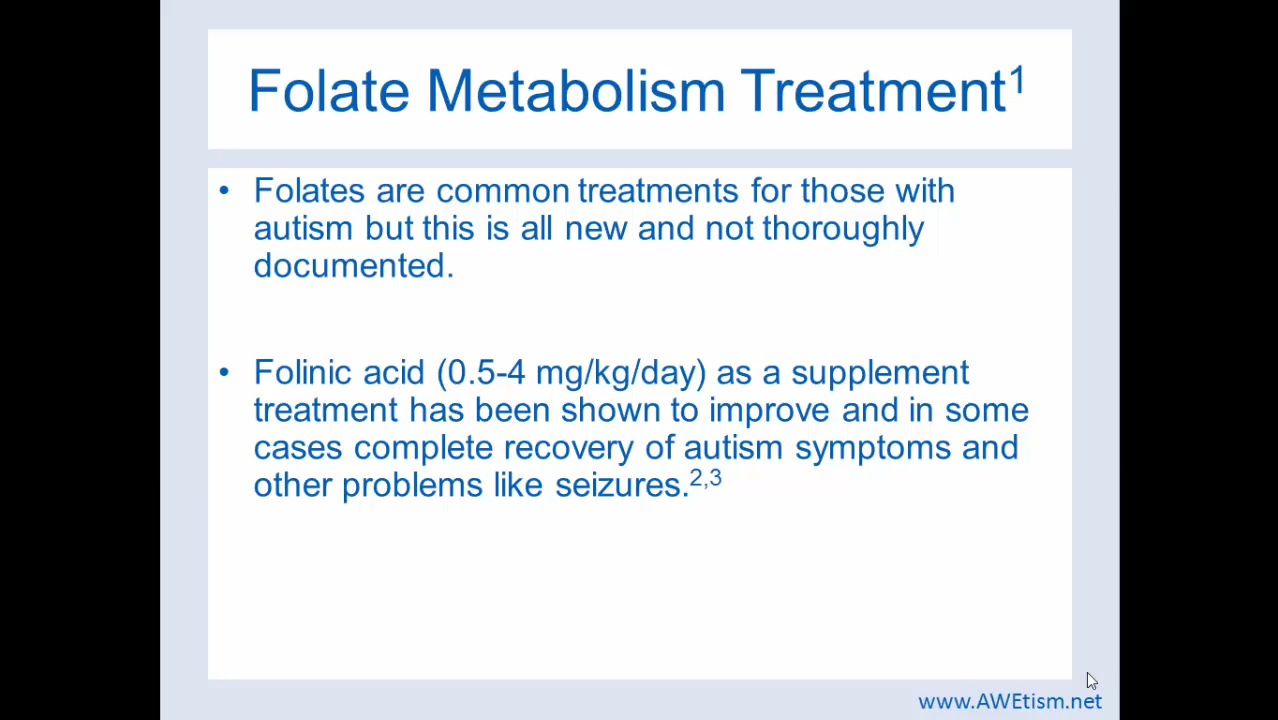 Folate Metabolism Treatment¹
• Folates are common treatments for those with
autism but this is all new and not thoroughly
documented.
• Folinic acid (0.5-4 mg/kg/day) as a supplement
treatment has been shown to improve and in some
cases complete recovery of autism symptoms and
other problems like seizures.²,³
www.AWEtism.net